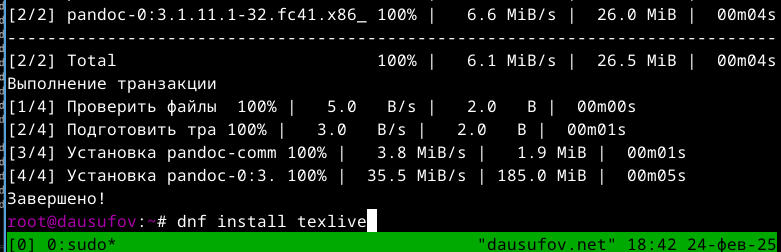 [2/2] pandoc-0:3.1.11.1-32.fc41.x86_ 100% |   6.6 MiB/s |  26.0 MiB |  00m04s
--------------------------------------------------------------------------------
[2/2] Total                          100% |   6.1 MiB/s |  26.5 MiB |  00m04s
Выполнение транзакции
[1/4] Проверить файлы  100% |   5.0   B/s |   2.0   B |  00m00s
[2/4] Подготовить тра 100% |   3.0   B/s |   2.0   B |  00m01s
[3/4] Установка pandoc-comm 100% |   3.8 MiB/s |   1.9 MiB |  00m01s
[4/4] Установка pandoc-0:3. 100% |  35.5 MiB/s | 185.0 MiB |  00m05s
Завершено!
root@dausufov:~# dnf install texlive
[0] 0:sudo* "dausufov.net" 18:42 24-фев-25